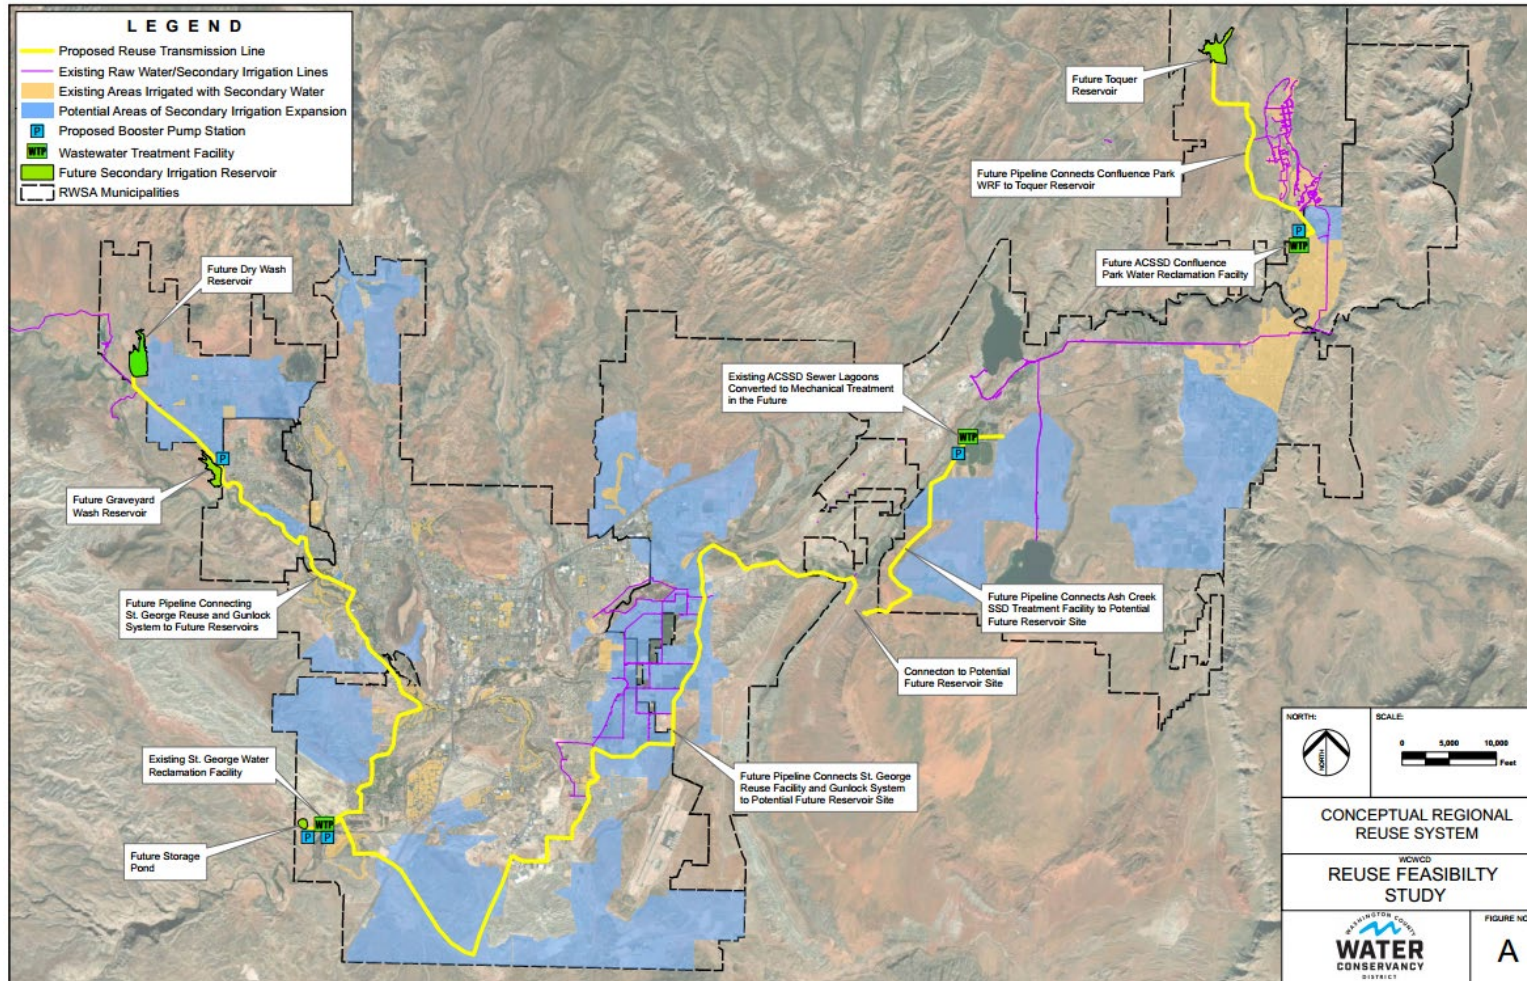 LEGEND
Proposed Reuse Transmission Line
Existing Raw Water/Secondary Irrigation Lines
Existing Areas Irrigated with Secondary Water
Potential Areas of Secondary Irrigation Expansion
P Proposed Booster Pump Station
WTP Wastewater Treatment Facility
Future Secondary Irrigation Reservoir
RWSA Municipalities
Future Toquer
Reservoir
Future Pipeline Connects Confluence Park
WRF to Toquer Reservoir
P
WTP
Future ACSSD Confluence
Park Water Reclamation Facility
Future Dry Wash
Reservoir
Existing ACSSD Sewer Lagoons
Converted to Mechanical Treatment
in the Future
WTP
P
P
Future Graveyard
Wash Reservoir
Future Pipeline Connecting
St. George Reuse and Gunlock
System to Future Reservoirs
Future Pipeline Connects Ash Creek
SSD Treatment Facility to Potential
Future Reservoir Site
Connecton to Potential
Future Reservoir Site
Existing St. George Water
Reclamation Facility
Future Pipeline Connects St. George
Reuse Facility and Gunlock System
to Potential Future Reservoir Site
WTP
P P
Future Storage
Pond
NORTH:
NORTH
SCALE:
0 5,000 10,000
Feet
CONCEPTUAL REGIONAL
REUSE SYSTEM
WCWCD
REUSE FEASIBILTY
STUDY
WASHINGTON COUNTY
WATER
CONSERVANCY
DISTRICT
FIGURE NO
A